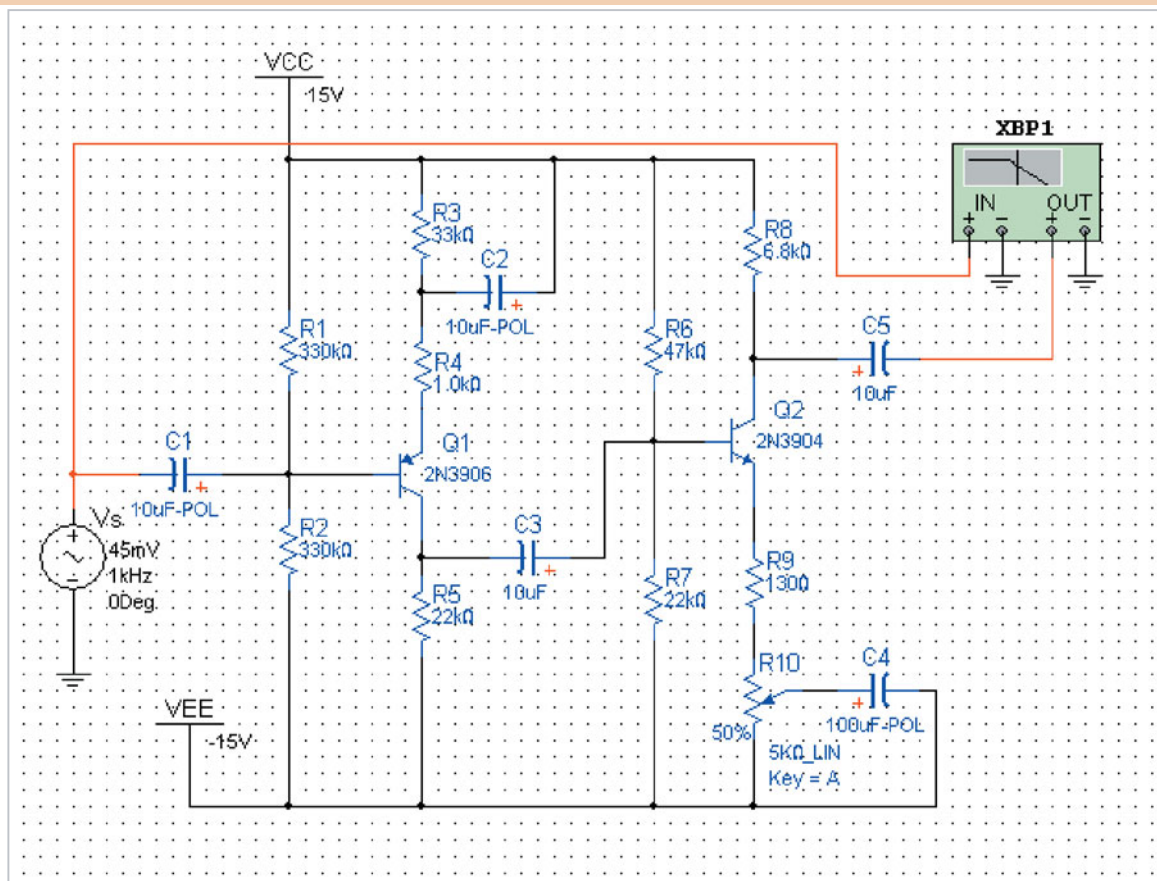 VCC
15V
XBP1
IN
OUT
+
-
+
-
R3
33kΩ
C2
+
10uF-POL
R8
6.8kΩ
R1
330kΩ
R4
1.0kΩ
R6
47kΩ
C5
+
10uF
Q1
2N3906
Q2
2N3904
C1
+
10uF-POL
Vs
+
-
45mV
1kHz
0Deg
R2
330kΩ
C3
+
10uF
R5
22kΩ
R7
22kΩ
R9
130Ω
R10
50%
5KΩ_LIN
Key = A
C4
+
100uF-POL
VEE
-15V